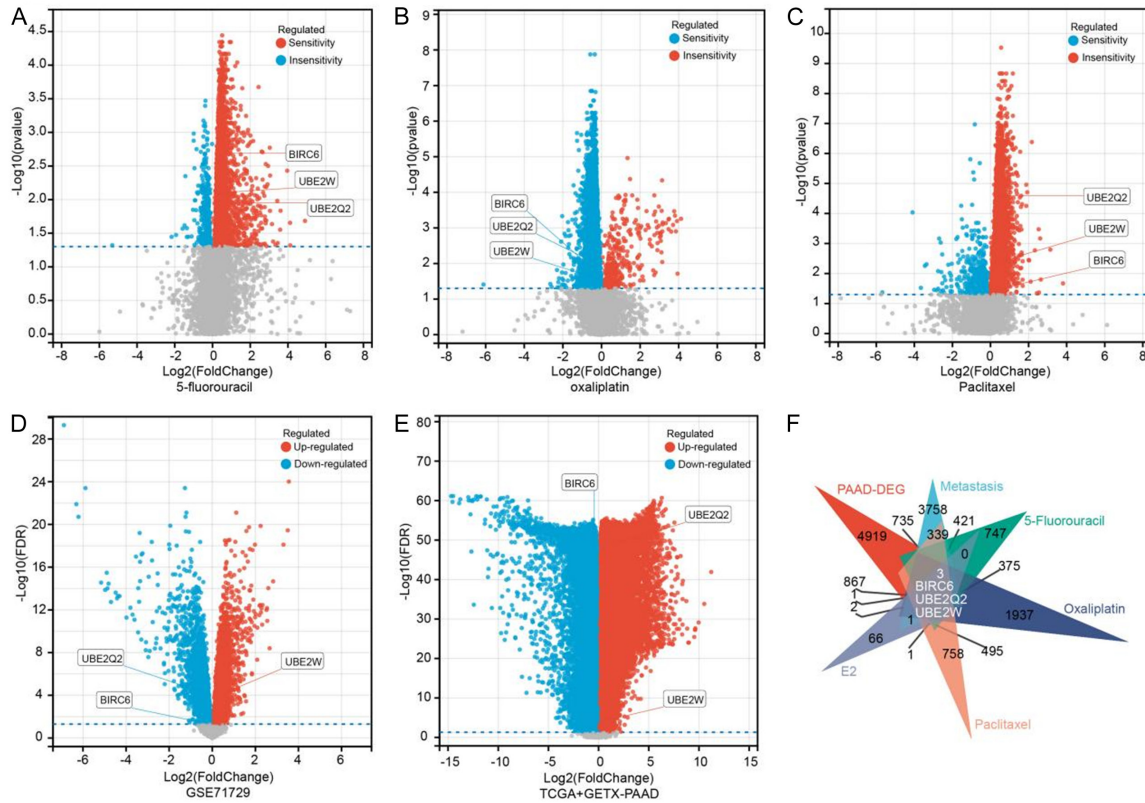 A
Regulated
Sensitivity
Insensitivity
BIRC6
UBE2W
UBE2Q2
-Log10(pvalue)
4.5
4.0
3.5
3.0
2.5
2.0
1.5
1.0
0.5
0.0
-8 -6 -4 -2 0 2 4 6 8
Log2(FoldChange)
5-fluorouracil
B
Regulated
Sensitivity
Insensitivity
BIRC6
UBE2Q2
UBE2W
-Log10(pvalue)
9
8
7
6
5
4
3
2
1
0
-8 -6 -4 -2 0 2 4 6 8
Log2(FoldChange)
oxaliplatin
C
Regulated
Sensitivity
Insensitivity
UBE2Q2
UBE2W
BIRC6
-Log10(pvalue)
10
9
8
7
6
5
4
3
2
1
0
-8 -6 -4 -2 0 2 4 6 8
Log2(FoldChange)
Paclitaxel
D
Regulated
Up-regulated
Down-regulated
UBE2Q2
UBE2W
BIRC6
-Log10(FDR)
28
24
20
16
12
8
4
0
-6 -4 -2 0 2 4 6
Log2(FoldChange)
GSE71729
E
Regulated
Up-regulated
Down-regulated
BIRC6
UBE2Q2
UBE2W
-Log10(FDR)
80
70
60
50
40
30
20
10
0
-15 -10 -5 0 5 10 15
Log2(FoldChange)
TCGA+GETX-PAAD
F
PAAD-DEG
Metastasis
5-Fluorouracil
Oxaliplatin
Paclitaxel
E2
4919
735
3758
421
339
747
0
375
3
BIRC6
UBE2Q2
UBE2W
867
1
2
1
66
1
758
495
1937